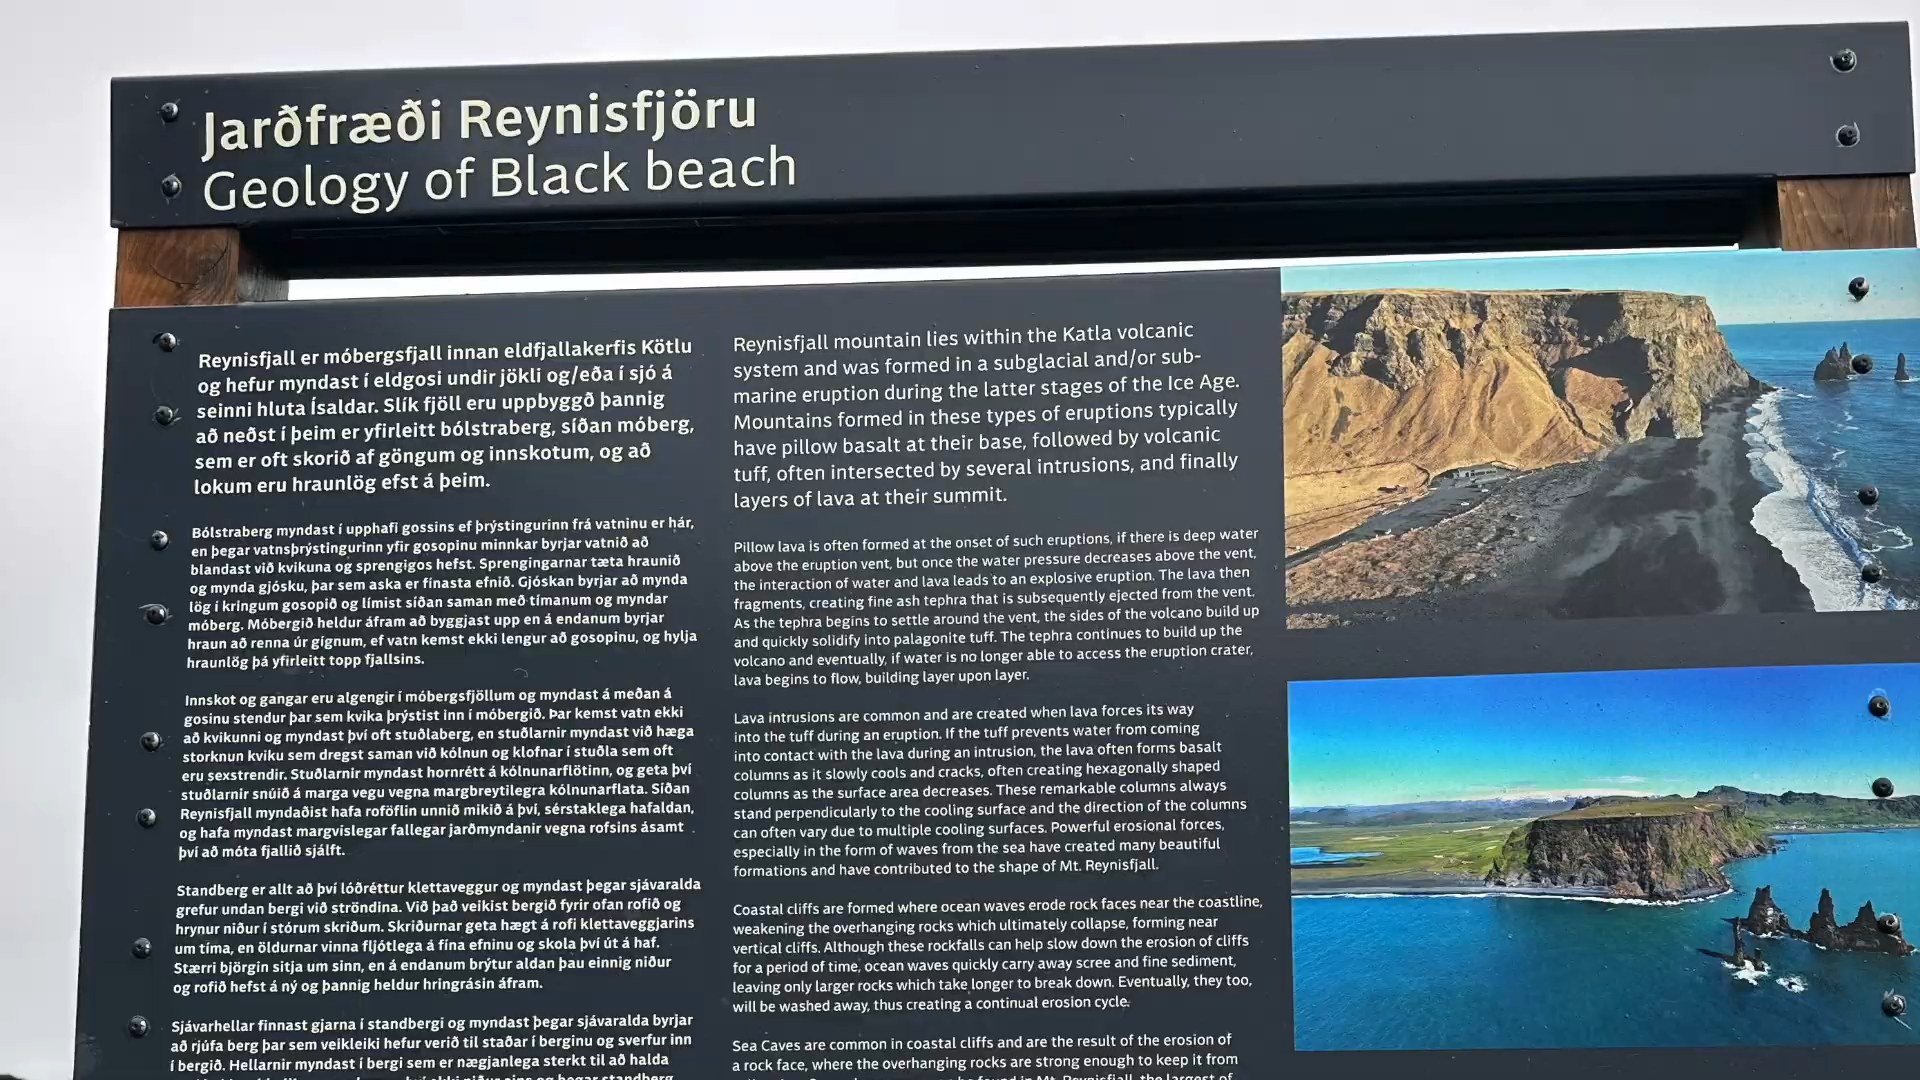 Jarðfræði Reynisfjöru
Geology of Black beach
Reynisfjall er móbergsfjall innan eldfjallakerfis Kötlu
og hefur myndast í eldgosi undir jökli og/eða í sjó á
seinni hluta Ísaldar. Slík fjöll eru uppbyggð þannig
að neðst í þeim er yfirleitt bólstraberg, síðan móberg,
sem er oft skorið af göngum og innskotum, og að
lokum eru hraunlög efst á þeim.
Bólstraberg myndast í upphafi gossins ef þrýstingurinn frá vatninu er hár,
en þegar vatnsþrýstingurinn yfir gosopinu minnkar byrjar vatnið að
blandast við kvikuna og sprengigos hefst. Sprengingarnar tæta hraunið
og mynda gjósku, þar sem aska er fínasta efnið. Gjóskan byrjar að mynda
lög í kringum gosopið og límist síðan saman með tímanum og myndar
móberg. Móbergið heldur áfram að byggjast upp en á endanum byrjar
hraun að renna úr gígnum, ef vatn kemst ekki lengur að gosopinu, og hylja
hraunlög þá yfirleitt topp fjallsins.
Innskot og gangar eru algengir í móbergsfjöllum og myndast á meðan á
gosinu stendur þar sem kvika þrýstist inn í móbergið. Þar kemst vatn ekki
að kvikunni og myndast því oft stuðlaberg, en stuðlarnir myndast við hæga
storknun kviku sem dregst saman við kólnun og klofnar í stuðla sem oft
eru sexstrendir. Stuðlarnir myndast hornrétt á kólnunarflötinn, og geta því
stuðlarnir snúið á marga vegu vegna margbreytilegra kólnunarflata. Síðan
Reynisfjall myndaðist hafa roföflin unnið mikið á því, sérstaklega hafaldan,
og hafa myndast margvíslegar fallegar jarðmyndanir vegna rofsins ásamt
því að móta fjallið sjálft.
Standberg er allt að því lóðréttur klettaveggur og myndast þegar sjávaralda
grefur undan bergi við ströndina. Við það veikist bergið fyrir ofan rofið og
hrynur niður í stórum skriðum. Skriðurnar geta hægt á rofi klettaveggjarins
um tíma, en öldurnar vinna fljótlega á fína efninu og skola því út á haf.
Stærri björgin sitja um sinn, en á endanum brýtur aldan þau einnig niður
og rofið hefst á ný og þannig heldur hringrásin áfram.
Sjávarhellar finnast gjarna í standbergi og myndast þegar sjávaralda byrjar
að rjúfa berg þar sem veikleiki hefur verið til staðar í berginu og sverfur inn
í bergið. Hellarnir myndast í bergi sem er nægjanlega sterkt til að halda
Reynisfjall mountain lies within the Katla volcanic
system and was formed in a subglacial and/or sub-
marine eruption during the latter stages of the Ice Age.
Mountains formed in these types of eruptions typically
have pillow basalt at their base, followed by volcanic
tuff, often intersected by several intrusions, and finally
layers of lava at their summit.
Pillow lava is often formed at the onset of such eruptions, if there is deep water
above the eruption vent, but once the water pressure decreases above the vent,
the interaction of water and lava leads to an explosive eruption. The lava then
fragments, creating fine ash tephra that is subsequently ejected from the vent.
As the tephra begins to settle around the vent, the sides of the volcano build up
and quickly solidify into palagonite tuff. The tephra continues to build up the
volcano and eventually, if water is no longer able to access the eruption crater,
lava begins to flow, building layer upon layer.
Lava intrusions are common and are created when lava forces its way
into the tuff during an eruption. If the tuff prevents water from coming
into contact with the lava during an intrusion, the lava often forms basalt
columns as it slowly cools and cracks, often creating hexagonally shaped
columns as the surface area decreases. These remarkable columns always
stand perpendicularly to the cooling surface and the direction of the columns
can often vary due to multiple cooling surfaces. Powerful erosional forces,
especially in the form of waves from the sea have created many beautiful
formations and have contributed to the shape of Mt. Reynisfjall.
Coastal cliffs are formed where ocean waves erode rock faces near the coastline,
weakening the overhanging rocks which ultimately collapse, forming near
vertical cliffs. Although these rockfalls can help slow down the erosion of cliffs
for a period of time, ocean waves quickly carry away scree and fine sediment,
leaving only larger rocks which take longer to break down. Eventually, they too,
will be washed away, thus creating a continual erosion cycle.
Sea Caves are common in coastal cliffs and are the result of the erosion of
a rock face, where the overhanging rocks are strong enough to keep it from